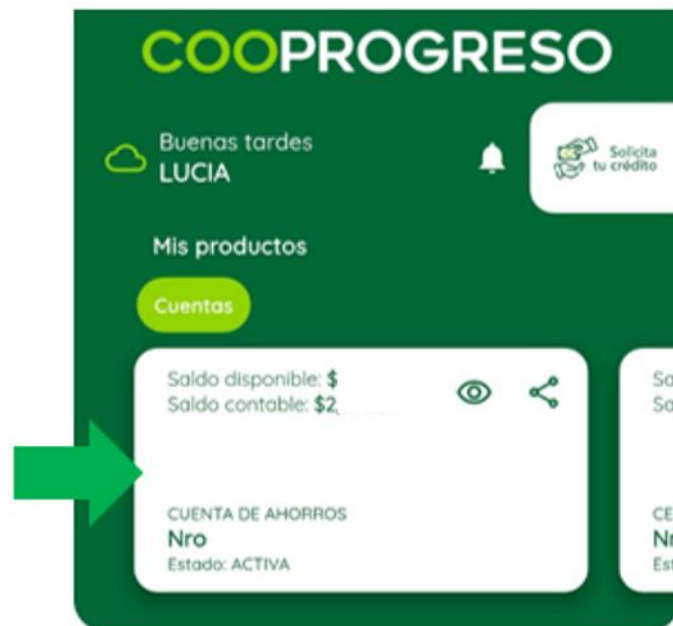 COOPROGRESO
Buenas tardes
LUCIA
Solicita
tu crédito
Mis productos
Cuentas
Saldo disponible: $
Saldo contable: $2
CUENTA DE AHORROS
Nro
Estado: ACTIVA